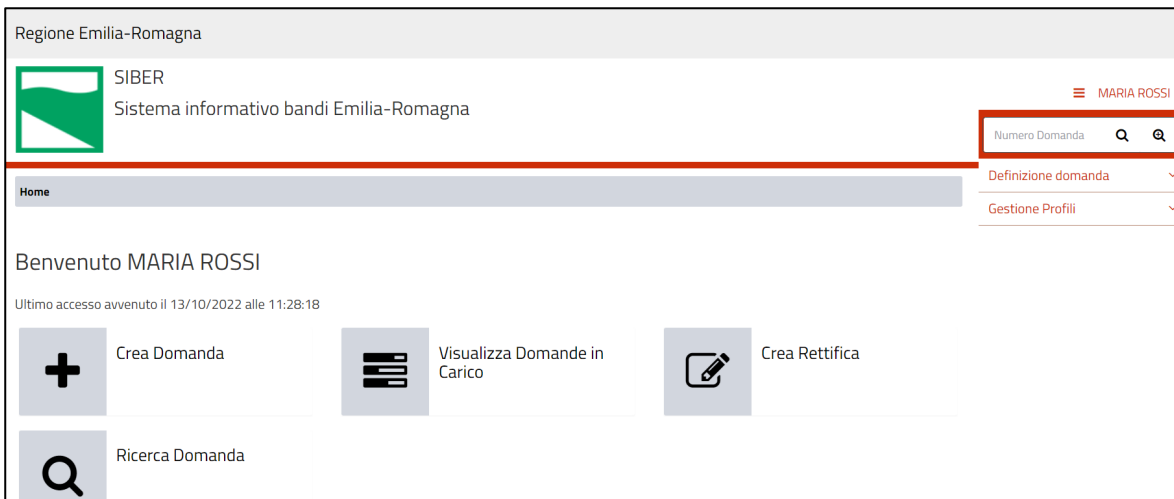 Regione Emilia-Romagna
SIBER
Sistema informativo bandi Emilia-Romagna
MARIA ROSSI
Numero Domanda
Definizione domanda
Gestione Profili
Home
Benvenuto MARIA ROSSI
Ultimo accesso avvenuto il 13/10/2022 alle 11:28:18
Crea Domanda
Visualizza Domande in
Carico
Crea Rettifica
Ricerca Domanda